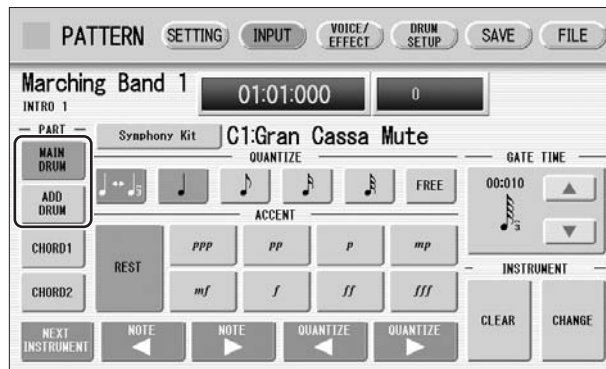 PATTERN SETTING INPUT VOICE/ EFFECT DRUM SETUP SAVE FILE
Marching Band 1 01:01:000 0
INTRO 1
PART
Symphony Kit C1:Gran Cassa Mute
MAIN DRUM
QUANTIZE
GATE TIME
FREE
00:010
ADD DRUM
3
3
ACCENT
CHORD1
REST
ppp pp p mp
INSTRUMENT
CHORD2
mf f ff fff
CLEAR CHANGE
NEXT INSTRUMENT
NOTE NOTE QUANTIZE QUANTIZE